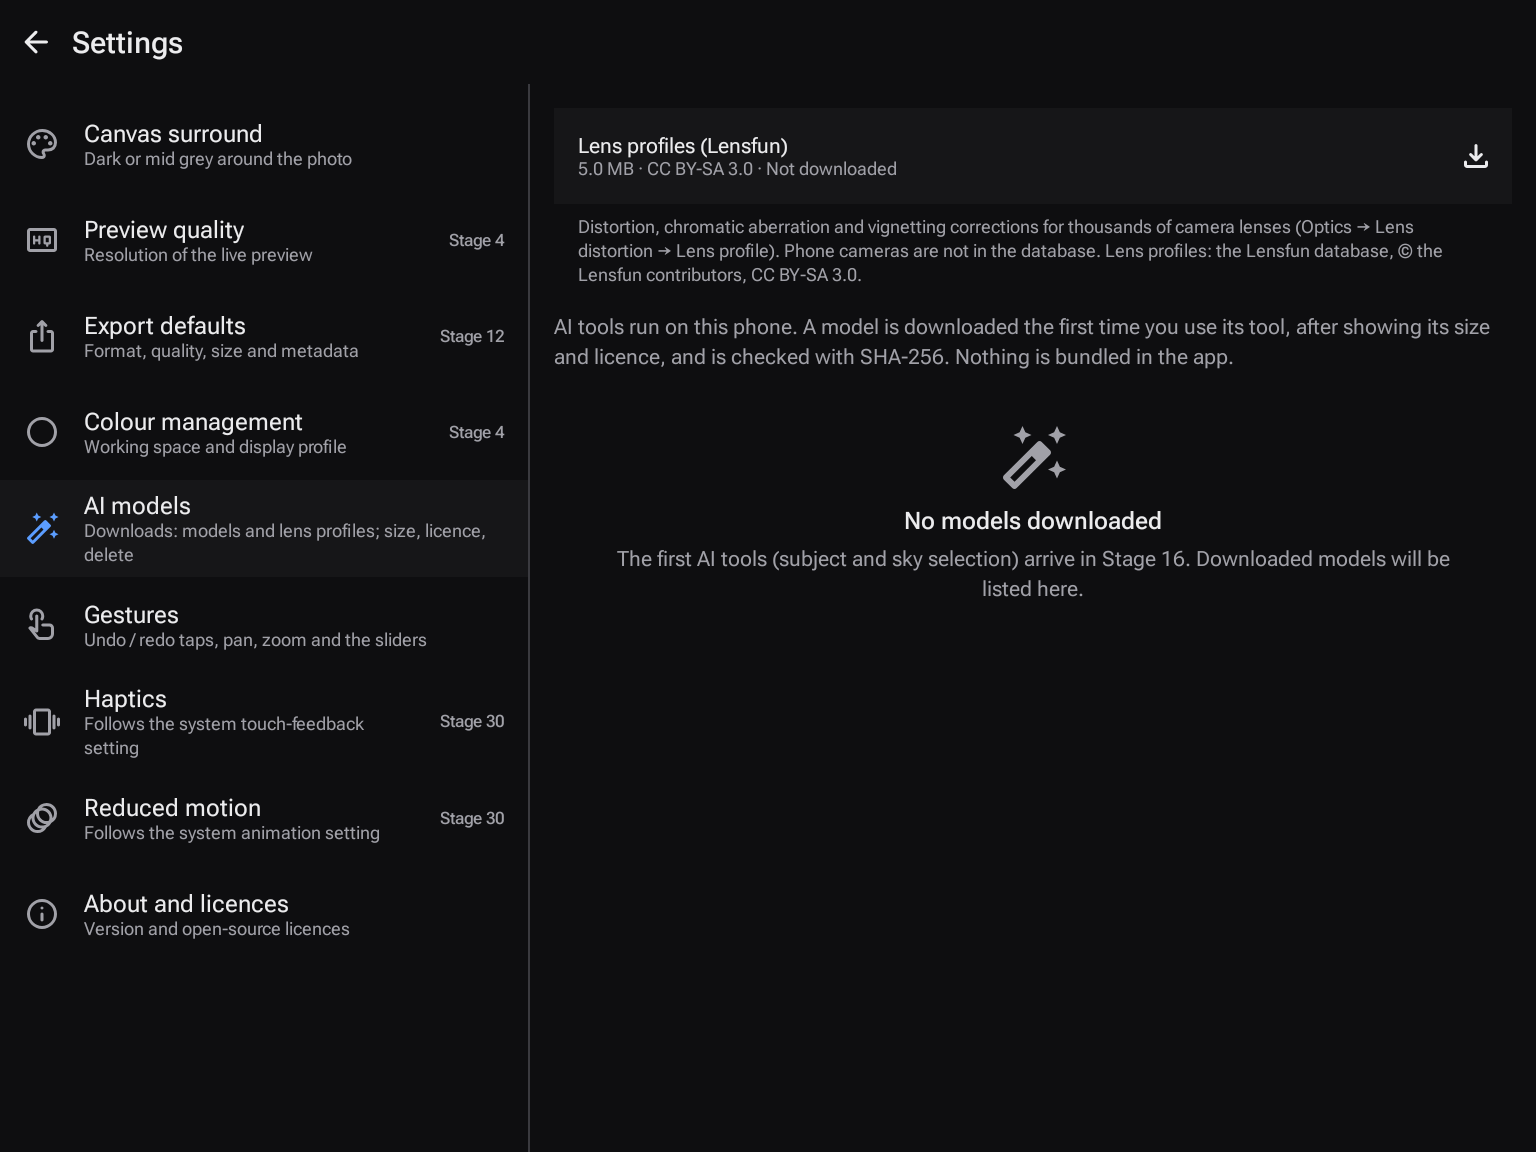 Settings
Canvas surround
Dark or mid grey around the photo
Preview quality
Resolution of the live preview
Stage 4
Export defaults
Format, quality, size and metadata
Stage 12
Colour management
Working space and display profile
Stage 4
AI models
Downloads: models and lens profiles; size, licence,
delete
Gestures
Undo / redo taps, pan, zoom and the sliders
Haptics
Follows the system touch-feedback
setting
Stage 30
Reduced motion
Follows the system animation setting
Stage 30
About and licences
Version and open-source licences
Lens profiles (Lensfun)
5.0 MB · CC BY-SA 3.0 · Not downloaded
Distortion, chromatic aberration and vignetting corrections for thousands of camera lenses (Optics → Lens
distortion → Lens profile). Phone cameras are not in the database. Lens profiles: the Lensfun database, © the
Lensfun contributors, CC BY-SA 3.0.
AI tools run on this phone. A model is downloaded the first time you use its tool, after showing its size
and licence, and is checked with SHA-256. Nothing is bundled in the app.
No models downloaded
The first AI tools (subject and sky selection) arrive in Stage 16. Downloaded models will be
listed here.